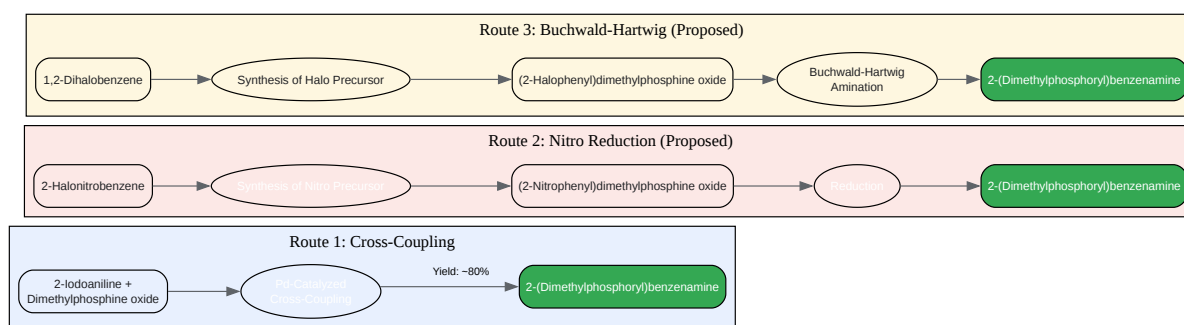 Route 3: Buchwald-Hartwig (Proposed)
1,2-Dihalobenzene
Synthesis of Halo Precursor
(2-Halophenyl)dimethylphosphine oxide
Buchwald-Hartwig
Amination
2-(Dimethylphosphoryl)benzenamine
Route 2: Nitro Reduction (Proposed)
2-Halonitrobenzene
Synthesis of Nitro Precursor
(2-Nitrophenyl)dimethylphosphine oxide
Reduction
2-(Dimethylphosphoryl)benzenamine
Route 1: Cross-Coupling
2-Iodoaniline +
Dimethylphosphine oxide
Pd-Catalyzed
Cross-Coupling
Yield: ~80%
2-(Dimethylphosphoryl)benzenamine